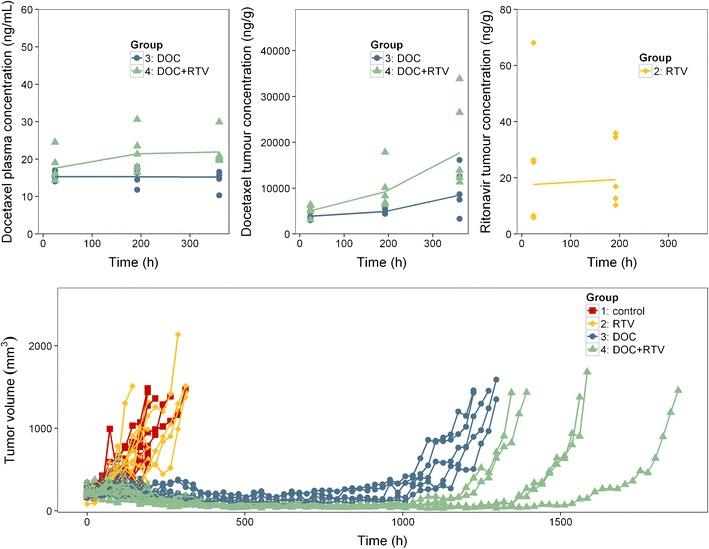 Docetaxel plasma concentration (ng/mL)
60
50
40
30
20
10
0
0 100 200 300
Time (h)
Group
3: DOC
4: DOC+RTV
Docetaxel tumour concentration (ng/g)
40000
30000
20000
10000
0
0 100 200 300
Time (h)
Group
3: DOC
4: DOC+RTV
Ritonavir tumour concentration (ng/g)
80
60
40
20
0
0 100 200 300
Time (h)
Group
2: RTV
Tumor volume (mm³)
2000
1000
0
0 500 1000 1500
Time (h)
Group
1: control
2: RTV
3: DOC
4: DOC+RTV